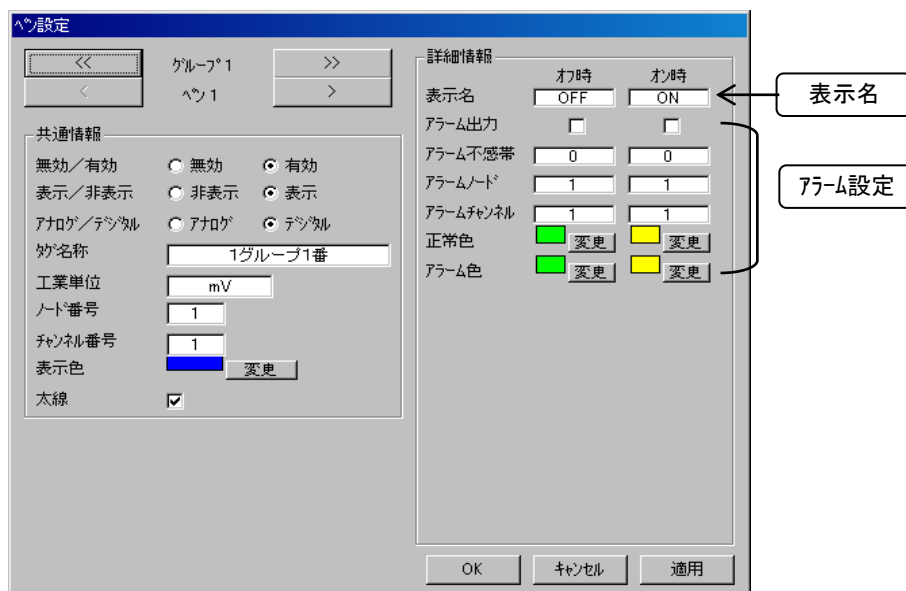 ﾍﾟﾝ設定
<< ｸﾞﾙｰﾌﾟ1 >>
< ﾍﾟﾝ1 >
共通情報
無効／有効 無効 有効
表示／非表示 非表示 表示
ｱﾅﾛｸﾞ／ﾃﾞｼﾞﾀﾙ ｱﾅﾛｸﾞ ﾃﾞｼﾞﾀﾙ
ﾀｸﾞ名称 1グループ1番
工業単位 mV
ﾉｰﾄﾞ番号 1
ﾁｬﾝﾈﾙ番号 1
表示色 変更
太線
詳細情報
ｵﾌ時 ｵﾝ時
表示名 OFF ON
ｱﾗｰﾑ出力
ｱﾗｰﾑ不感帯 0 0
ｱﾗｰﾑﾉｰﾄﾞ 1 1
ｱﾗｰﾑﾁｬﾝﾈﾙ 1 1
正常色 変更 変更
ｱﾗｰﾑ色 変更 変更
OK ｷｬﾝｾﾙ 適用
表示名
ｱﾗｰﾑ設定